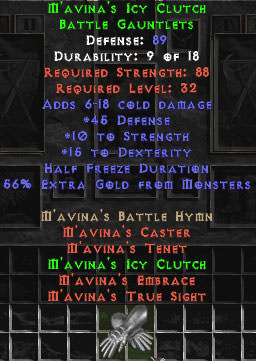 M'avina's Icy Clutch
Battle Gauntlets
Defense: 89
Durability: 9 of 18
Required Strength: 88
Required Level: 32
Adds 6-18 cold damage
+45 Defense
+10 to Strength
+15 to Dexterity
Half Freeze Duration
56% Extra Gold from Monsters
M'avina's Battle Hymn
M'avina's Caster
M'avina's Tenet
M'avina's Icy Clutch
M'avina's Embrace
M'avina's True Sight